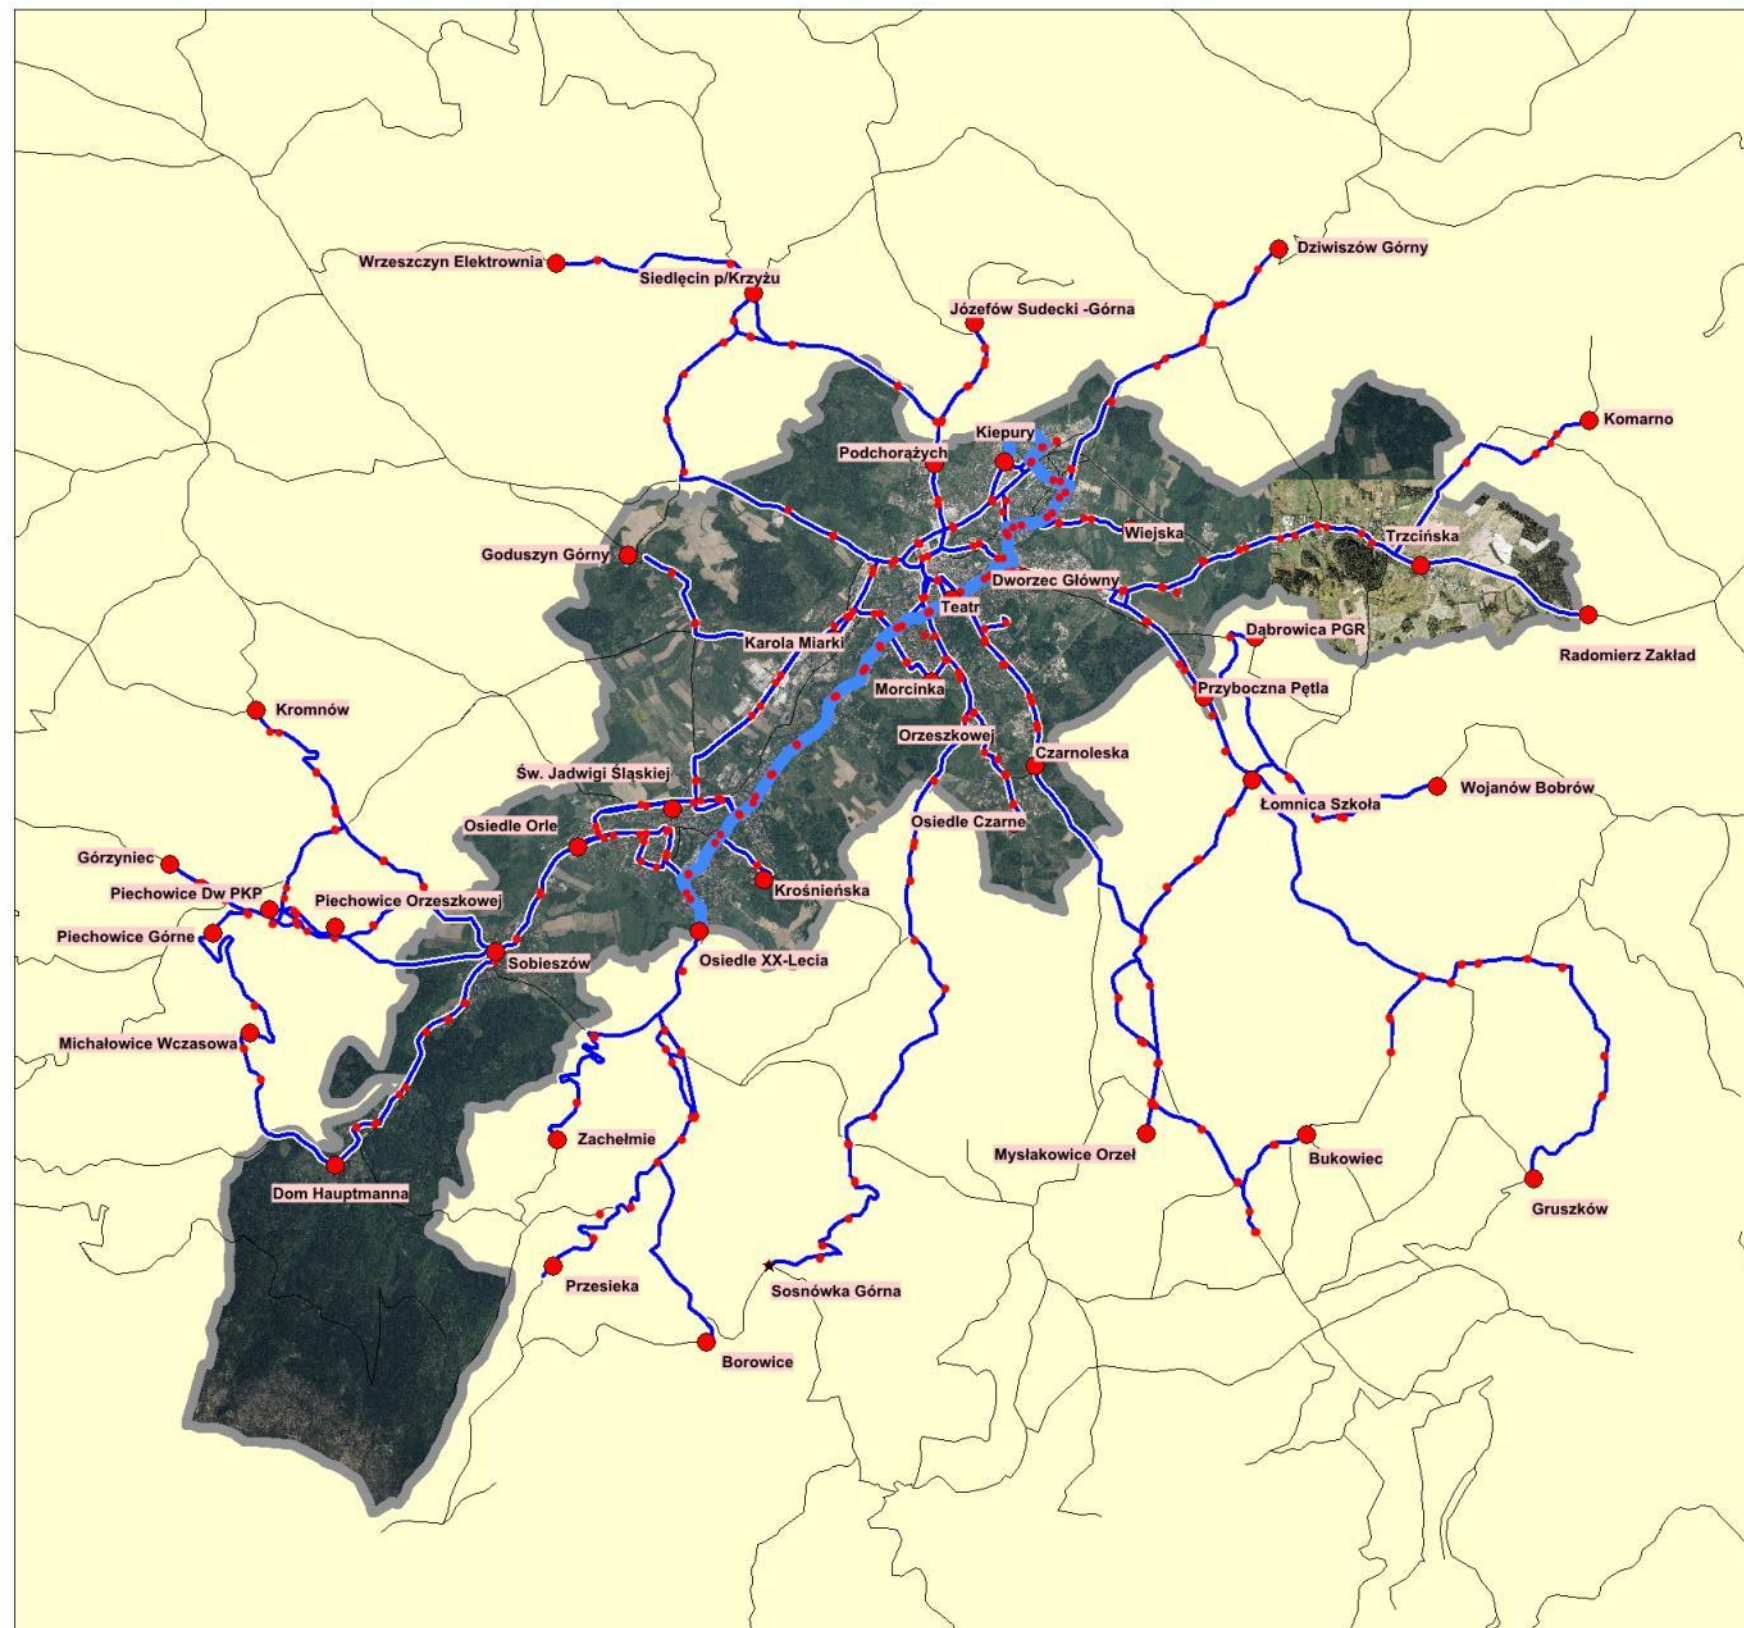 Dziwiszów Górny
Wrzeszczyn Elektrownia
Siedlęcin p/Krzyżu
Józefów Sudecki -Górna
Komarno
Kiepury
Podchorążych
Wiejska
Trzcińska
Goduszyn Górny
Dworzec Główny
Teatr
Dąbrowica PGR
Karola Miarki
Radomierz Zakład
Morcinka
Przyboczna Pętla
Kromnów
Orzeszkowej
Czarnoleska
Św. Jadwigi Śląskiej
Wojanów Bobrów
Łomnica Szkoła
Osiedle Czarne
Osiedle Orle
Górzyniec
Krośnieńska
Piechowice Dw PKP
Piechowice Orzeszkowej
Piechowice Górne
Osiedle XX-Lecia
Sobieszów
Michałowice Wczasowa
Zachełmie
Mysłakowice Orzeł
Bukowiec
Dom Hauptmanna
Gruszków
Przesieka
Sosnówka Górna
Borowice